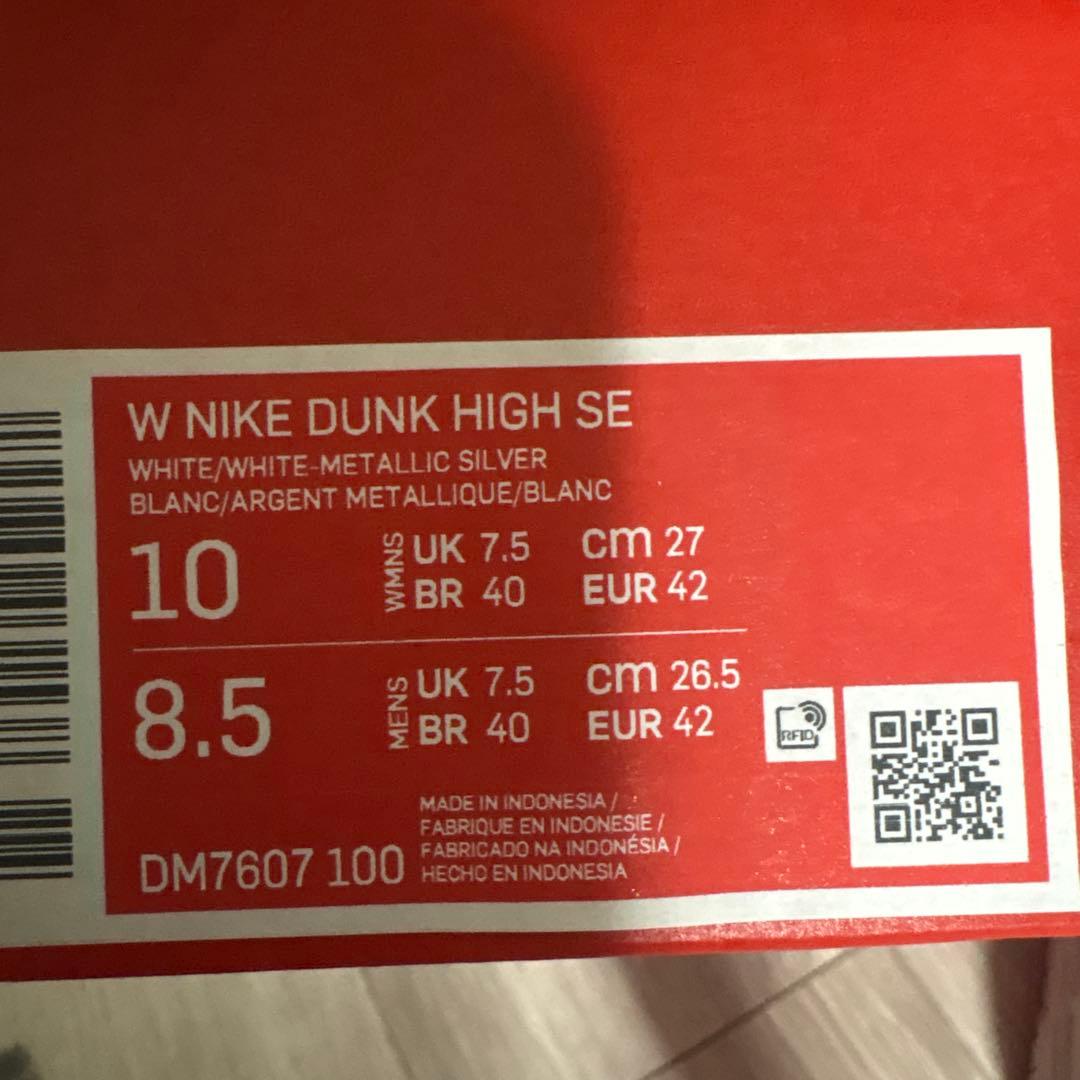 W NIKE DUNK HIGH SE
WHITE/WHITE-METALLIC SILVER
BLANC/ARGENT METALLIQUE/BLANC
10 WMNS UK 7.5 cm 27
BR 40 EUR 42
8.5 MENS UK 7.5 cm 26.5
BR 40 EUR 42
RFID
MADE IN INDONESIA /
FABRIQUE EN INDONESIE /
FABRICADO NA INDONÉSIA /
HECHO EN INDONESIA
DM7607 100